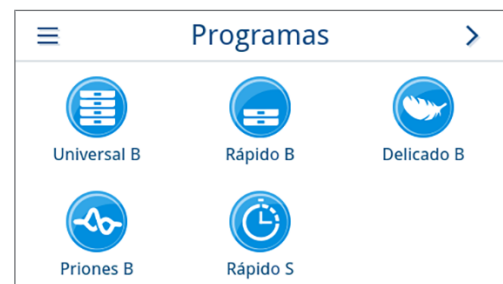 Programas
Universal B
Rápido B
Delicado B
Priones B
Rápido S